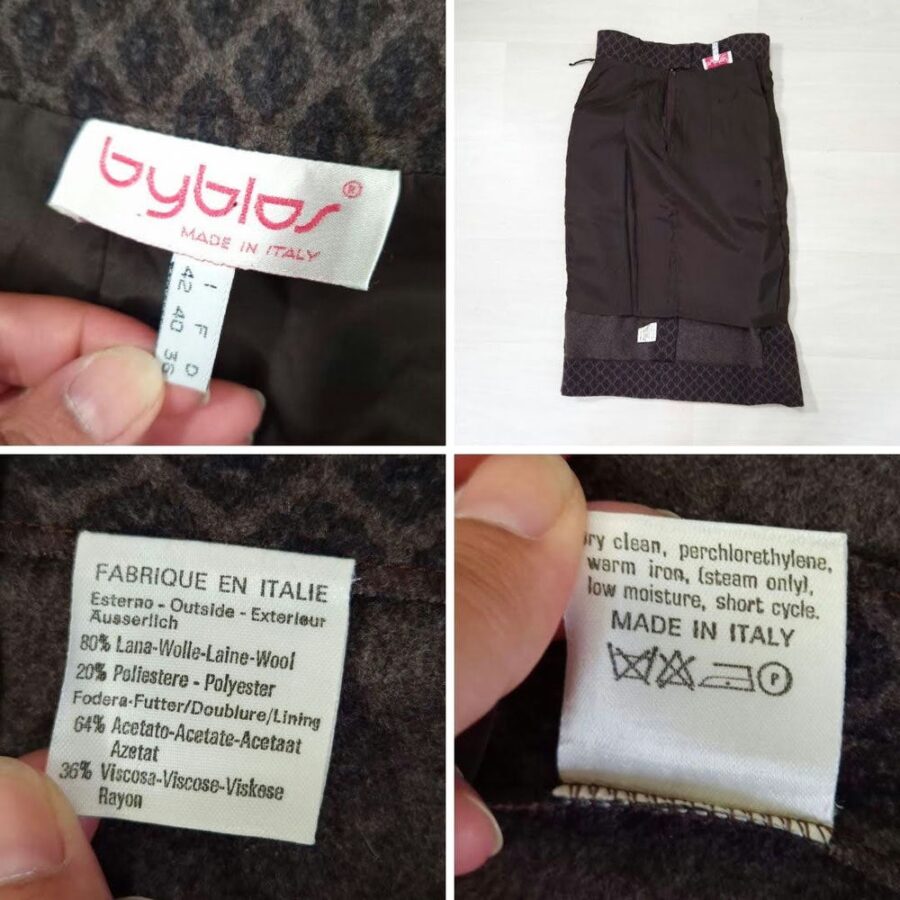 byblos®
MADE IN ITALY
I F D
42 40 36
FABRIQUE EN ITALIE
Esterno - Outside - Exterieur
Äusserlich
80% Lana-Wolle-Laine-Wool
20% Poliestere - Polyester
Fodera-Futter/Doublure/Lining
64% Acetato-Acetate-Acetaat
Azetat
36% Viscosa-Viscose-Viskose
Rayon
ry clean, perchlorethylene,
warm iron, (steam only),
low moisture, short cycle.
MADE IN ITALY
P